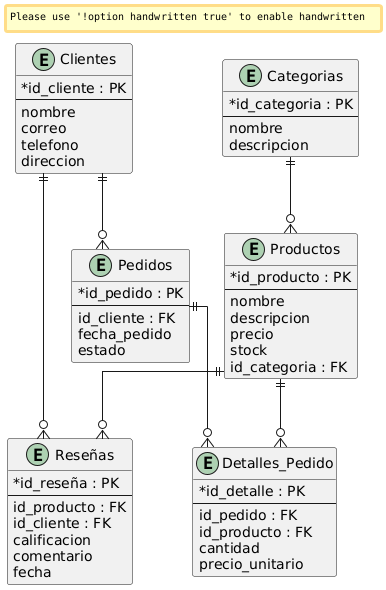 Please use '!option handwritten true' to enable handwritten
E Clientes
*id_cliente : PK
nombre
correo
telefono
direccion
E Categorias
*id_categoria : PK
nombre
descripcion
E Pedidos
*id_pedido : PK
id_cliente : FK
fecha_pedido
estado
E Productos
*id_producto : PK
nombre
descripcion
precio
stock
id_categoria : FK
E Reseñas
*id_reseña : PK
id_producto : FK
id_cliente : FK
calificacion
comentario
fecha
E Detalles_Pedido
*id_detalle : PK
id_pedido : FK
id_producto : FK
cantidad
precio_unitario